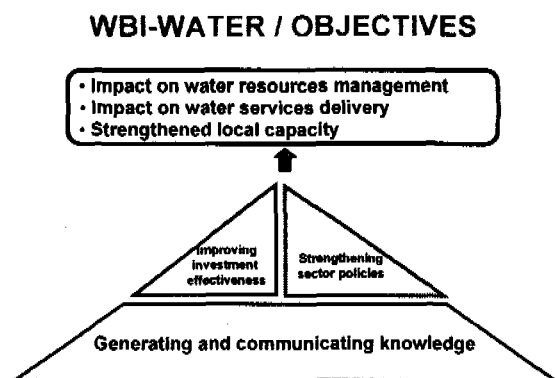 WBI-WATER / OBJECTIVES
• Impact on water resources management
• Impact on water services delivery
• Strengthened local capacity
Improving
investment
effectiveness
Strengthening
sector policies
Generating and communicating knowledge